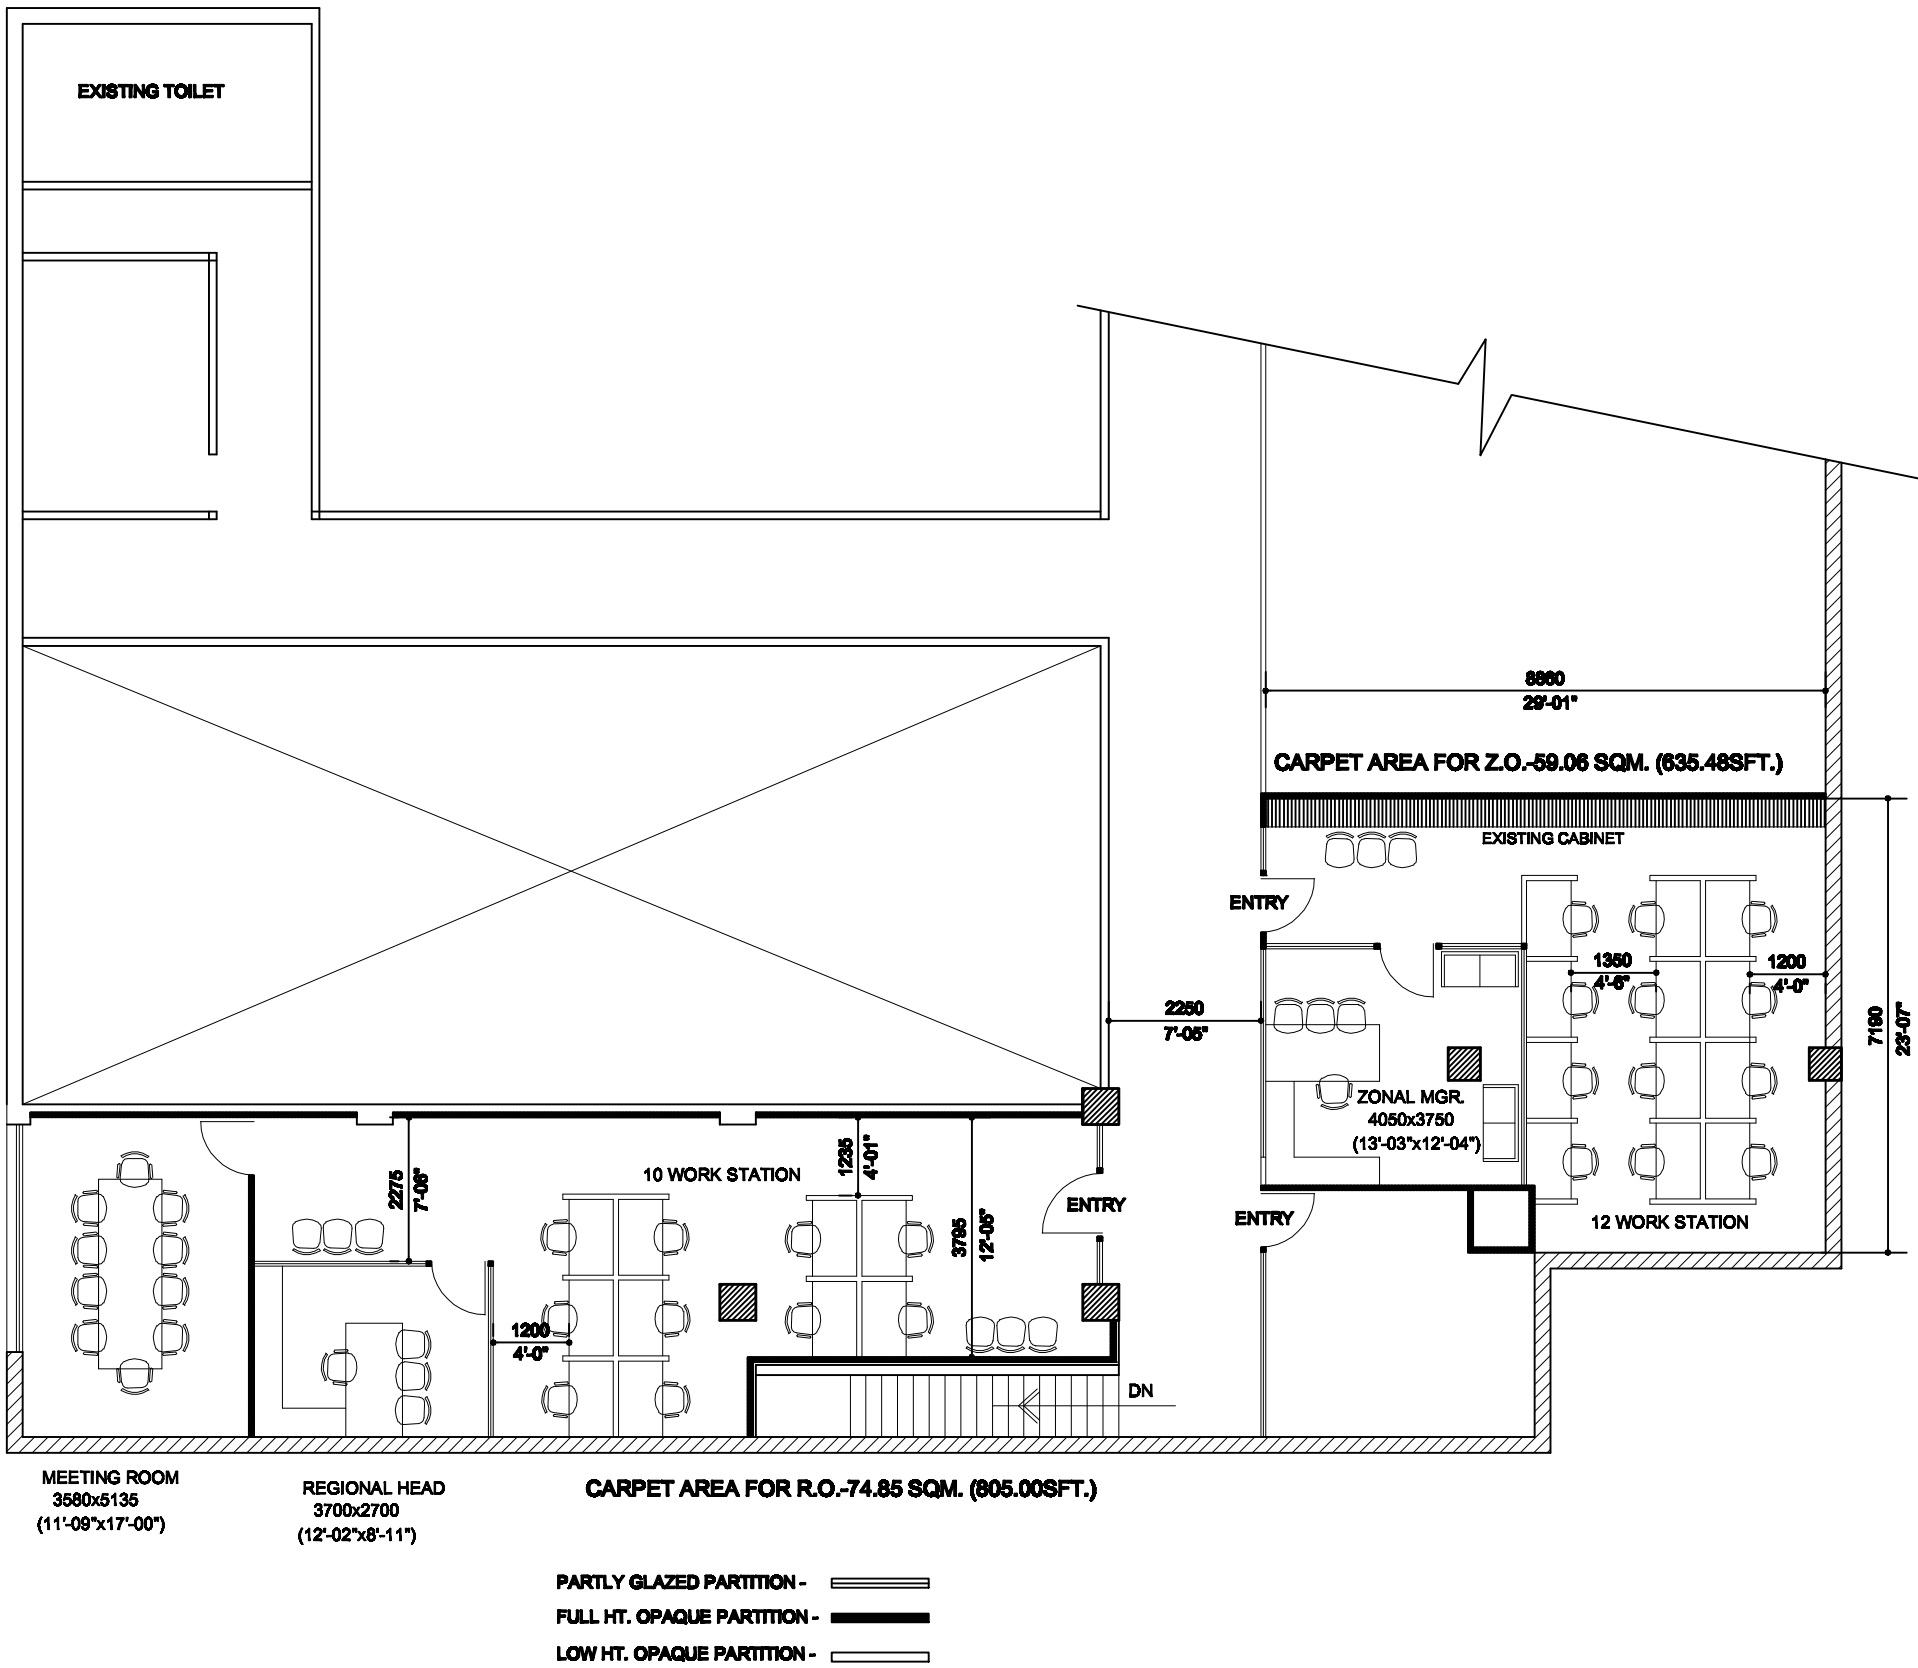 EXISTING TOILET
8860
29'-01"
CARPET AREA FOR Z.O.-59.06 SQM. (635.48SFT.)
EXISTING CABINET
ENTRY
1350
4'-6"
1200
4'-0"
2250
7'-05"
7190
23'-07"
ZONAL MGR.
4050x3750
(13'-03"x12'-04")
10 WORK STATION
1235
4'-01"
2275
7'-06"
3795
12'-05"
ENTRY
ENTRY
12 WORK STATION
1200
4'-0"
DN
MEETING ROOM
3580x5135
(11'-09"x17'-00")
REGIONAL HEAD
3700x2700
(12'-02"x8'-11")
CARPET AREA FOR R.O.-74.85 SQM. (805.00SFT.)
PARTLY GLAZED PARTITION -
FULL HT. OPAQUE PARTITION -
LOW HT. OPAQUE PARTITION -